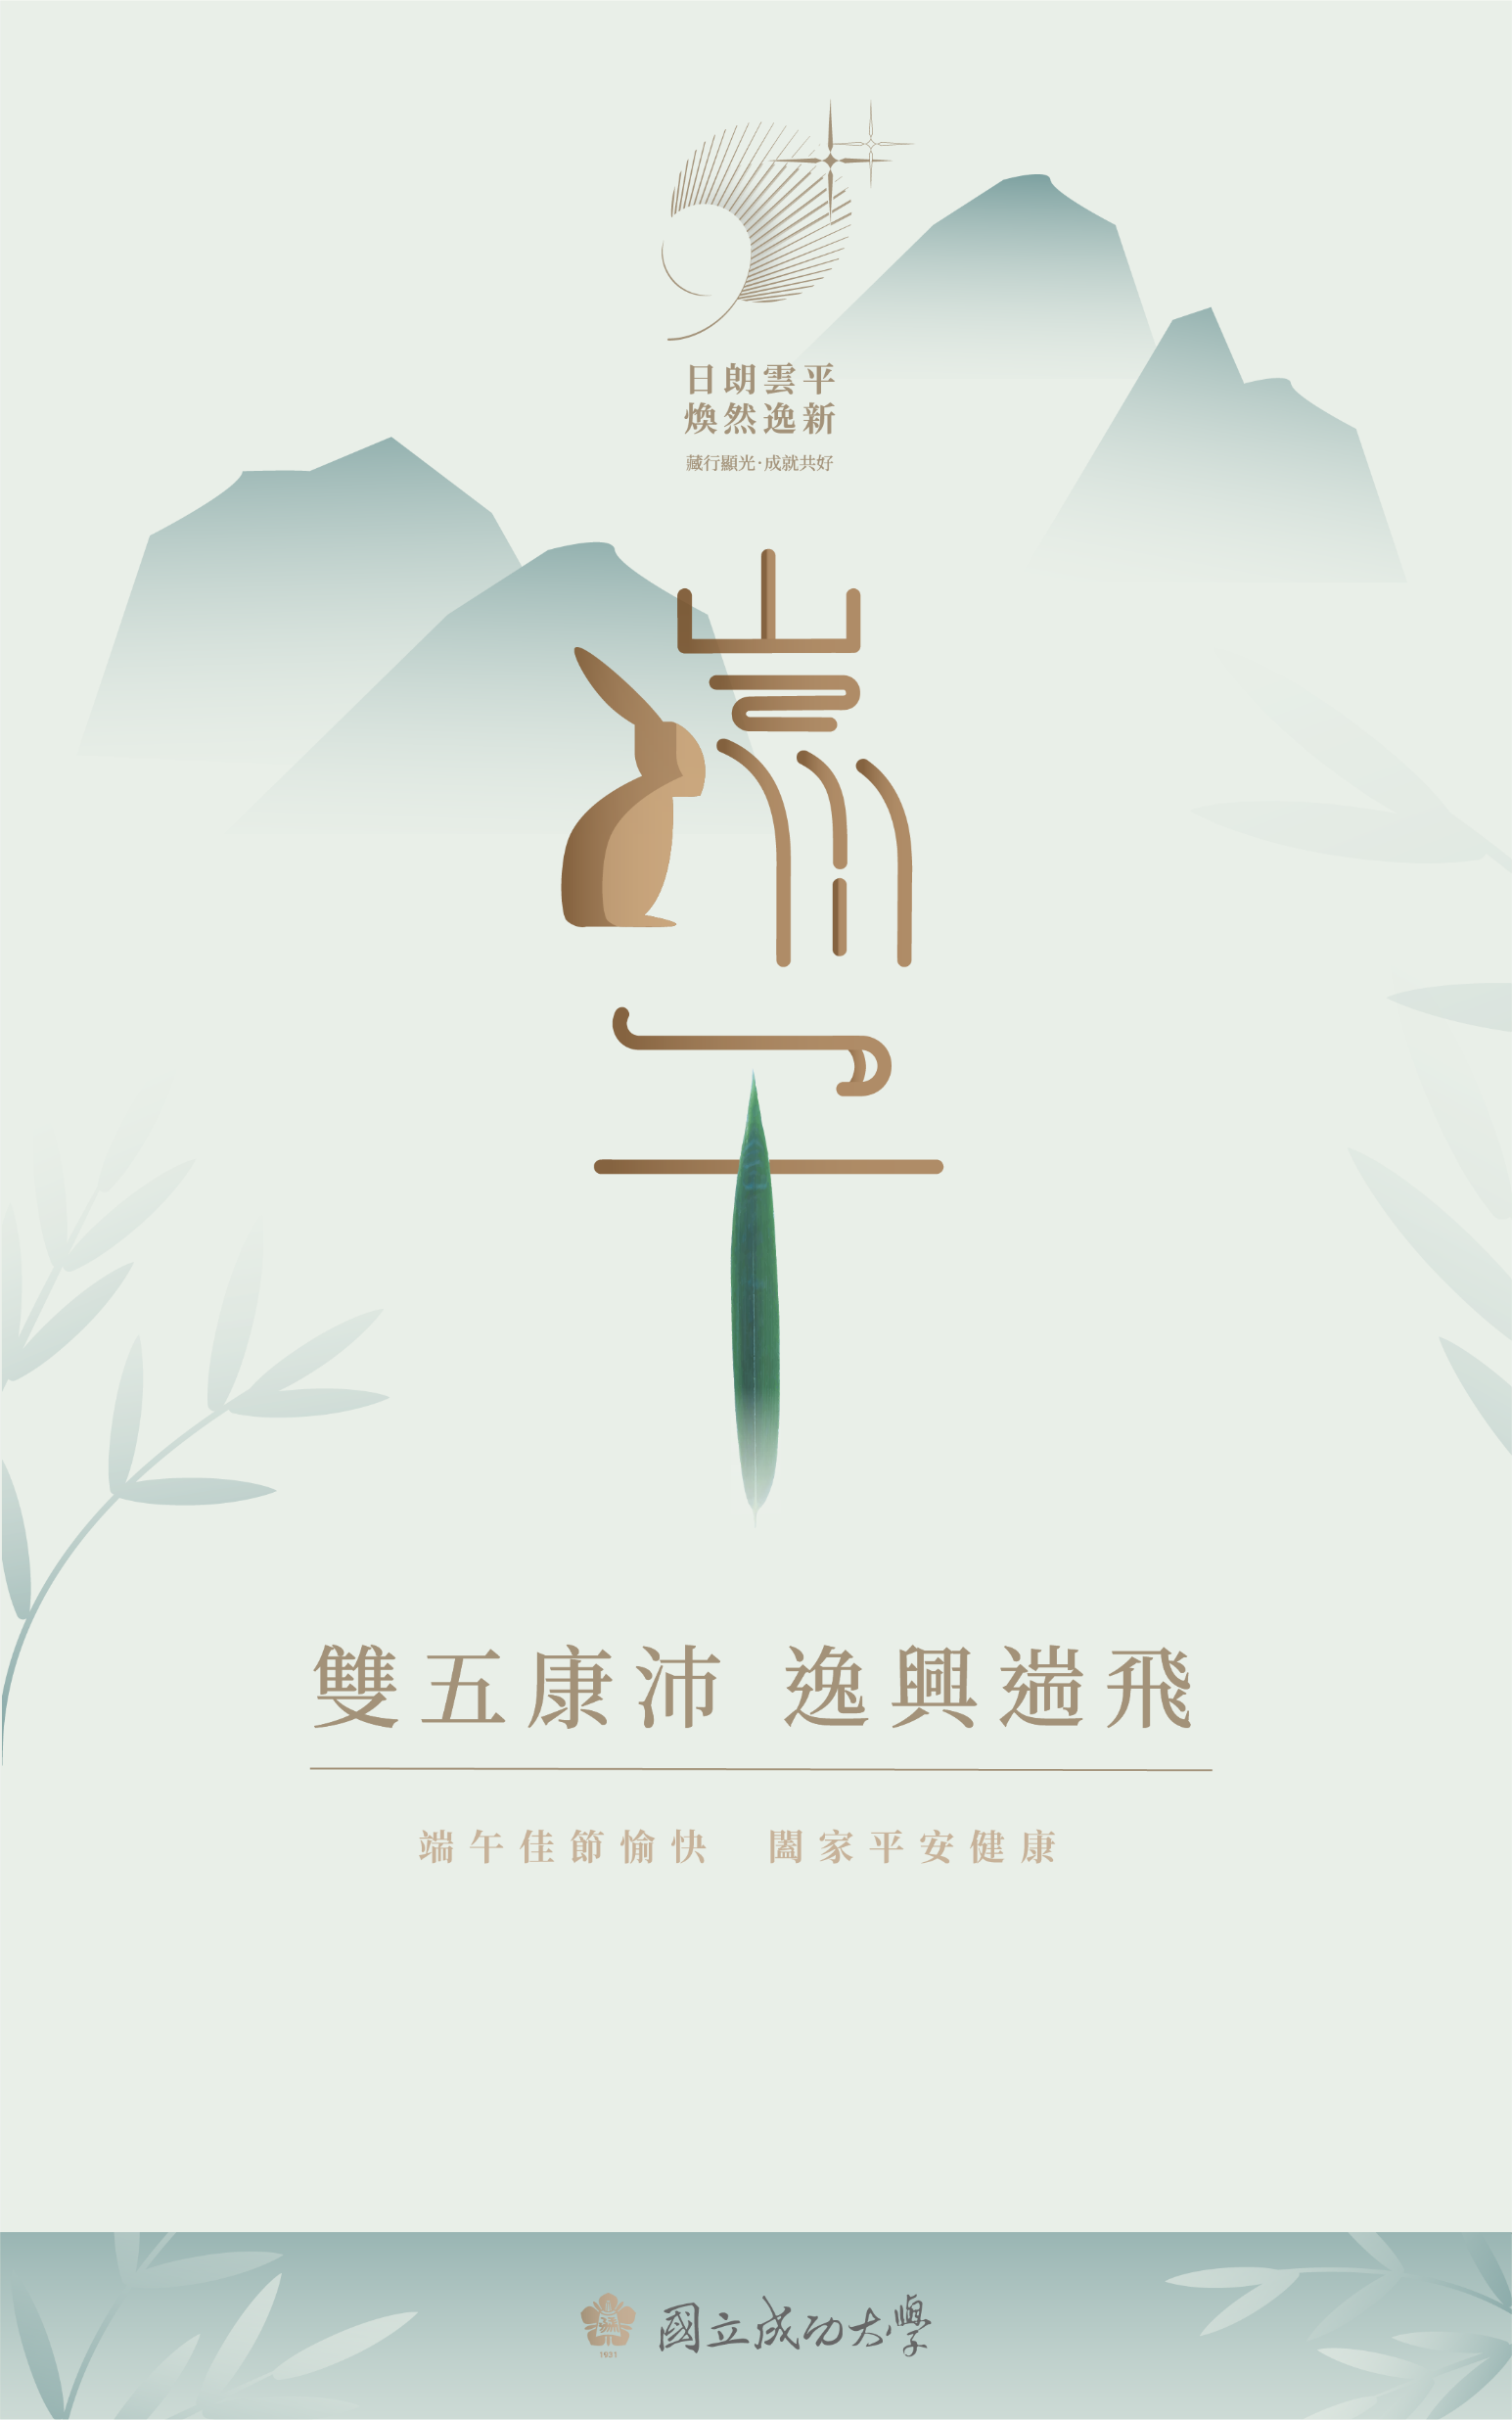 日朗雲平
煥然逸新
藏行顯光·成就共好
端午
雙五康沛 逸興遄飛
端午佳節愉快 闔家平安健康
1931
國立成功大學